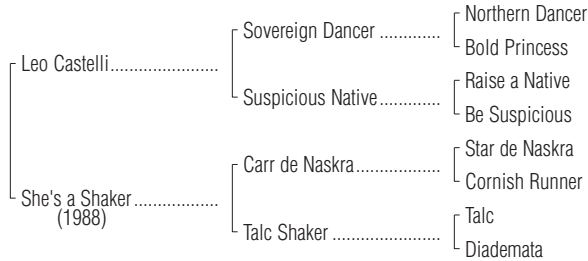 Northern Dancer
Sovereign Dancer .............
Bold Princess
Leo Castelli.......................
Raise a Native
Suspicious Native .............
Be Suspicious
Star de Naskra
Carr de Naskra..................
Cornish Runner
She's a Shaker .................
(1988)
Talc
Talc Shaker .......................
Diademata